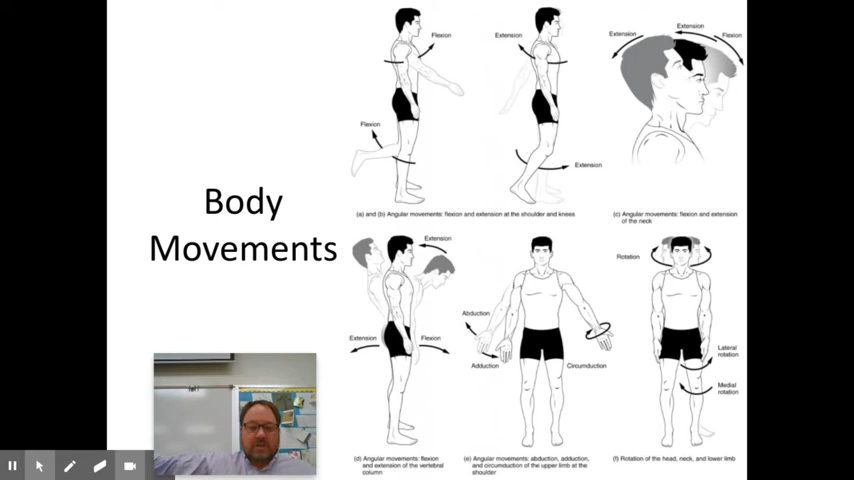 Body
Movements
Flexion
Flexion
Extension
Extension
(a) and (b) Angular movements: flexion and extension at the shoulder and knees
Extension
Extension
Flexion
(c) Angular movements: flexion and extension
of the neck
Extension
Extension
Flexion
(d) Angular movements: flexion
and extension of the vertebral
column
Abduction
Adduction
Circumduction
(e) Angular movements: abduction, adduction,
and circumduction of the upper limb at the
shoulder
Rotation
Lateral
rotation
Medial
rotation
(f) Rotation of the head, neck, and lower limb